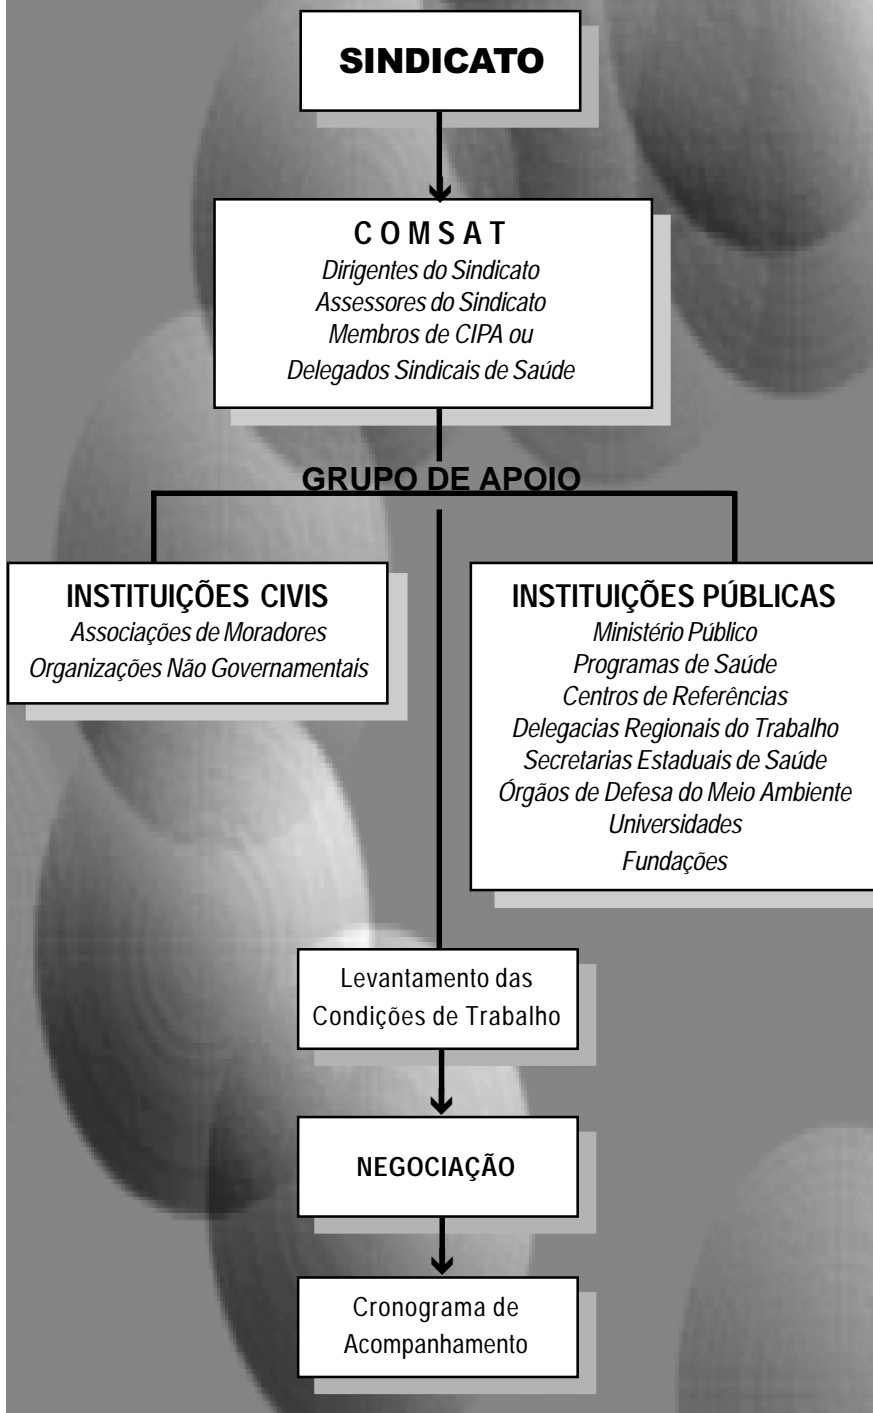 SINDICATO
COMSAT
Dirigentes do Sindicato
Assessores do Sindicato
Membros de CIPA ou
Delegados Sindicais de Saúde
GRUPO DE APOIO
INSTITUIÇÕES CIVIS
Associações de Moradores
Organizações Não Governamentais
INSTITUIÇÕES PÚBLICAS
Ministério Público
Programas de Saúde
Centros de Referências
Delegacias Regionais do Trabalho
Secretarias Estaduais de Saúde
Órgãos de Defesa do Meio Ambiente
Universidades
Fundações
Levantamento das
Condições de Trabalho
NEGOCIAÇÃO
Cronograma de
Acompanhamento